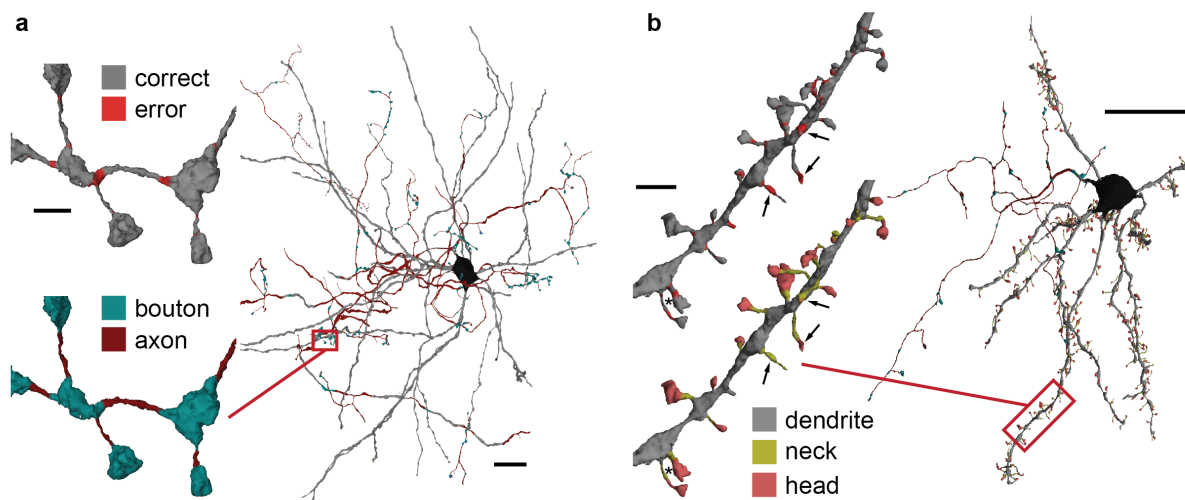 a
correct
error
bouton
axon
b
*
*
dendrite
neck
head